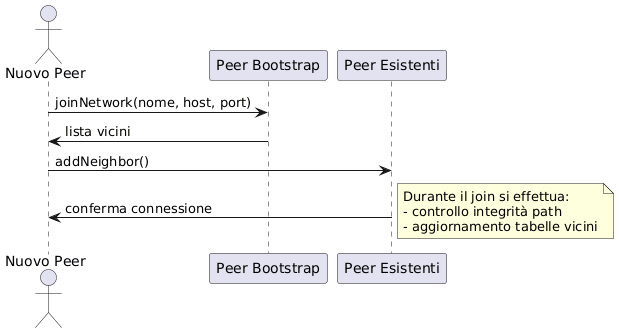 Nuovo Peer
Peer Bootstrap
Peer Esistenti
joinNetwork(nome, host, port)
lista vicini
addNeighbor()
conferma connessione
Durante il join si effettua:
- controllo integrità path
- aggiornamento tabelle vicini
Nuovo Peer
Peer Bootstrap
Peer Esistenti